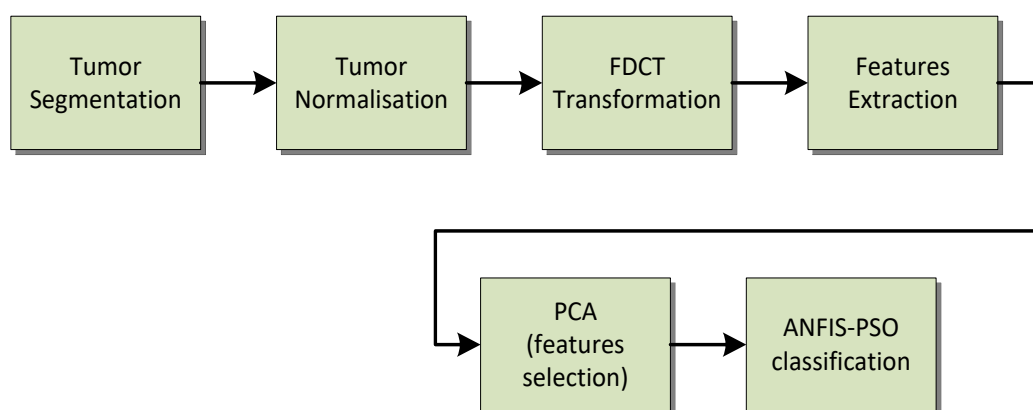 Tumor
Segmentation
Tumor
Normalisation
FDCT
Transformation
Features
Extraction
PCA
(features
selection)
ANFIS-PSO
classification